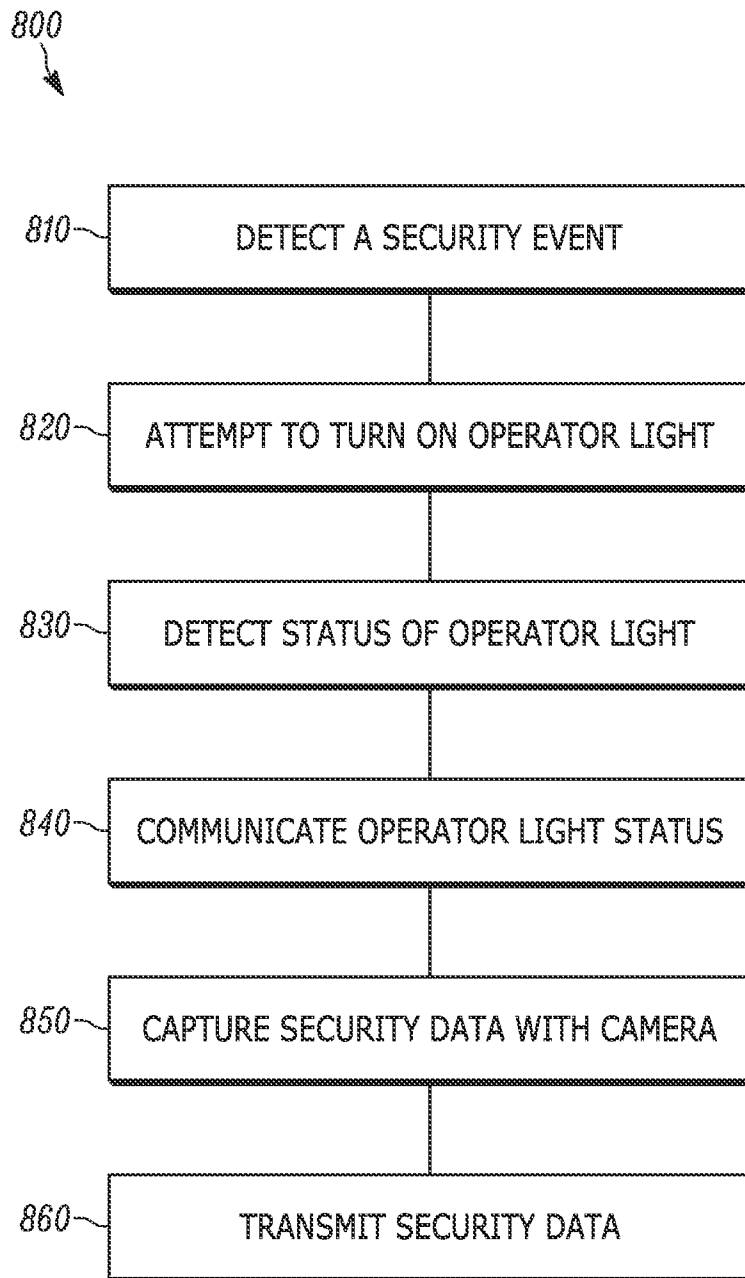 800
810
DETECT A SECURITY EVENT
820
ATTEMPT TO TURN ON OPERATOR LIGHT
830
DETECT STATUS OF OPERATOR LIGHT
840
COMMUNICATE OPERATOR LIGHT STATUS
850
CAPTURE SECURITY DATA WITH CAMERA
860
TRANSMIT SECURITY DATA